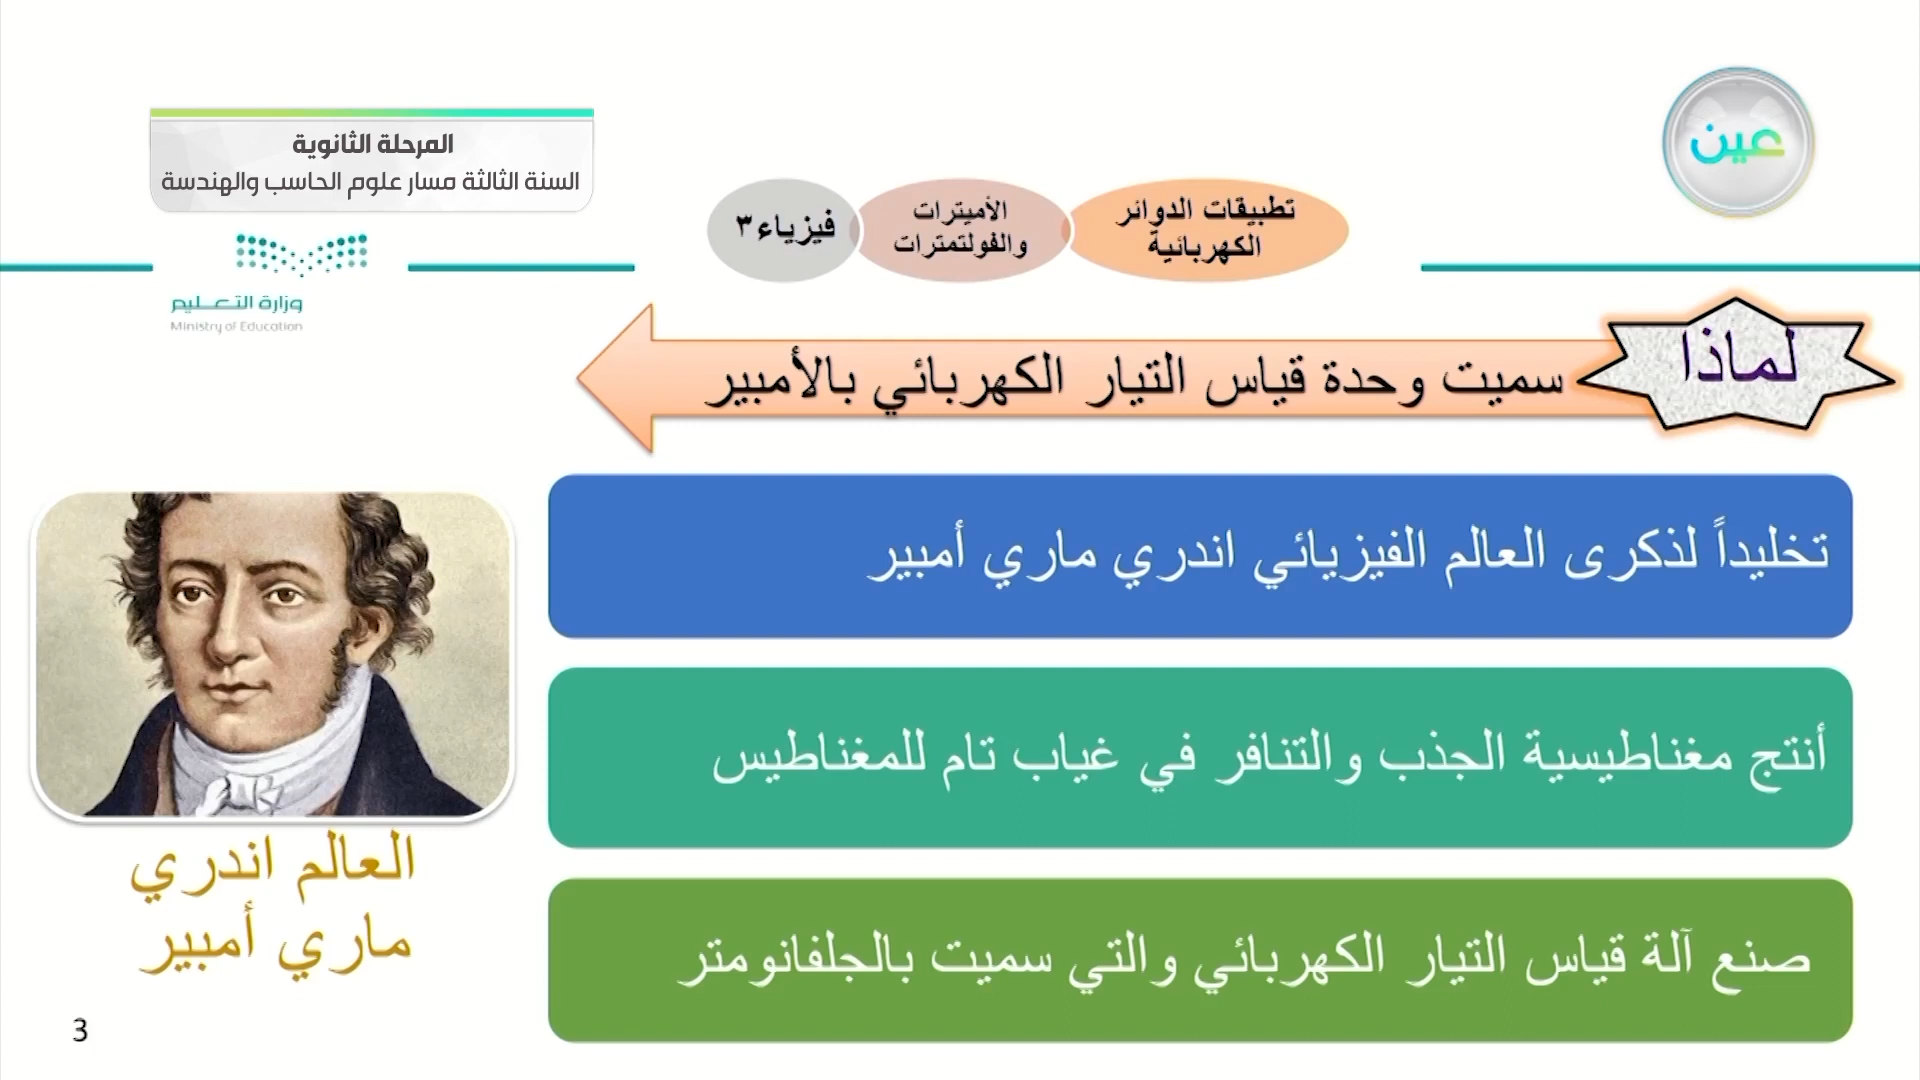 عين
المرحلة الثانوية
السنة الثالثة مسار علوم الحاسب والهندسة
تطبيقات الدوائر
الكهربائية
الأميترات
والفولتمترات
فيزياء ٣
وزارة التعليم
Ministry of Education
لماذا
سميت وحدة قياس التيار الكهربائي بالأمبير
تخليداً لذكرى العالم الفيزيائي اندري ماري أمبير
أنتج مغناطيسية الجذب والتنافر في غياب تام للمغناطيس
صنع آلة قياس التيار الكهربائي والتي سميت بالجلفانومتر
العالم اندري
ماري أمبير
3